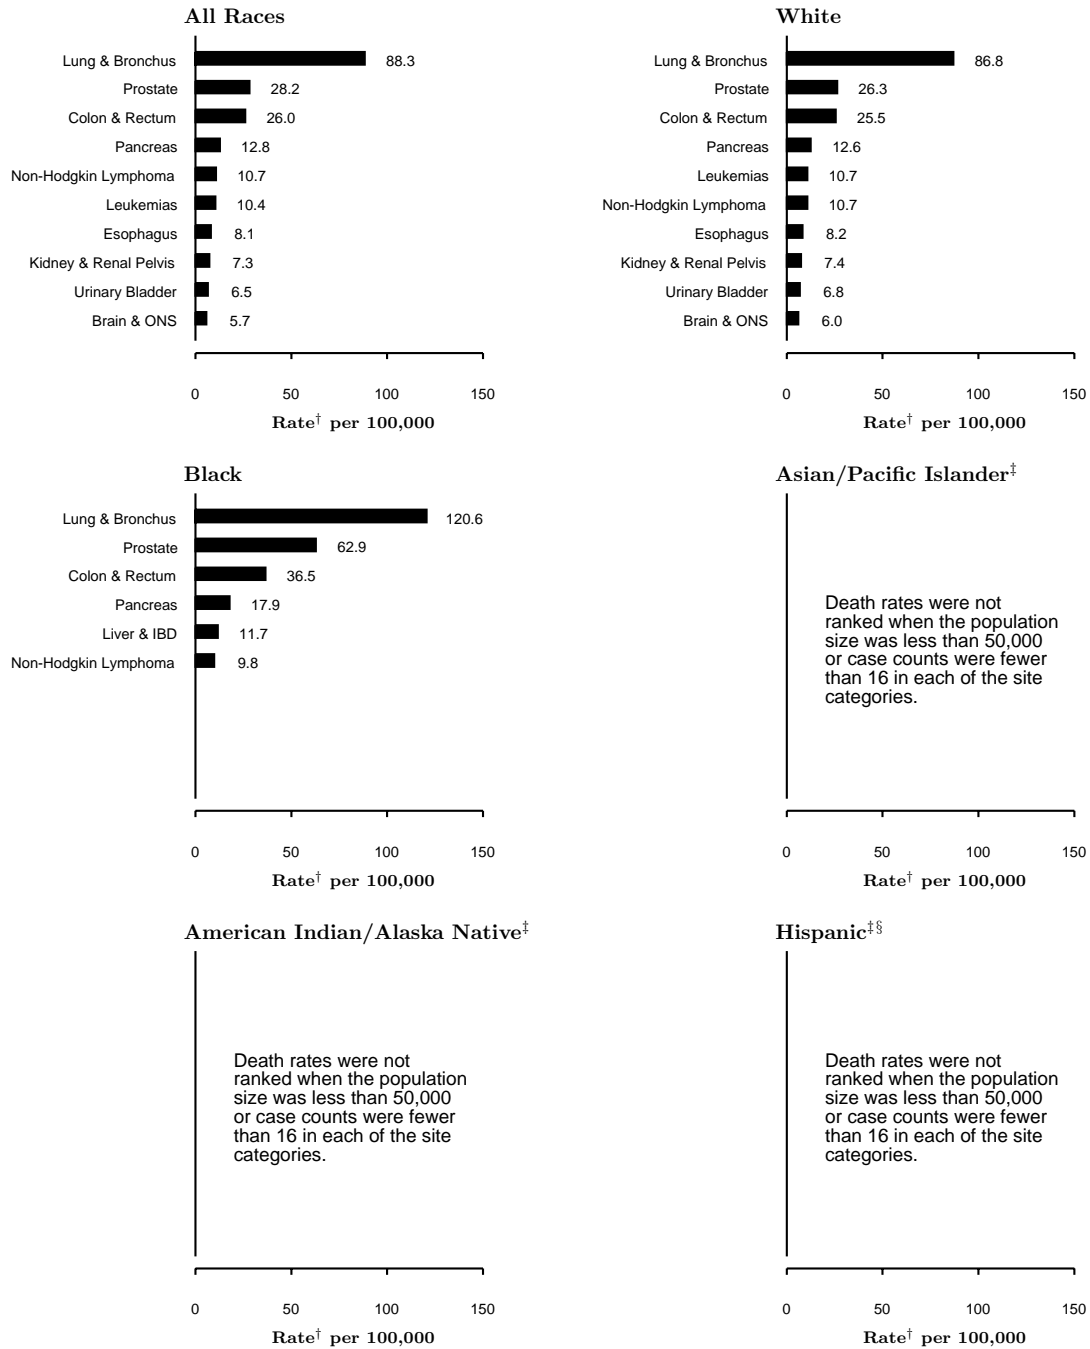 All Races
Lung & Bronchus 88.3
Prostate 28.2
Colon & Rectum 26.0
Pancreas 12.8
Non-Hodgkin Lymphoma 10.7
Leukemias 10.4
Esophagus 8.1
Kidney & Renal Pelvis 7.3
Urinary Bladder 6.5
Brain & ONS 5.7
0 50 100 150
Rate† per 100,000
White
Lung & Bronchus 86.8
Prostate 26.3
Colon & Rectum 25.5
Pancreas 12.6
Leukemias 10.7
Non-Hodgkin Lymphoma 10.7
Esophagus 8.2
Kidney & Renal Pelvis 7.4
Urinary Bladder 6.8
Brain & ONS 6.0
0 50 100 150
Rate† per 100,000
Black
Lung & Bronchus 120.6
Prostate 62.9
Colon & Rectum 36.5
Pancreas 17.9
Liver & IBD 11.7
Non-Hodgkin Lymphoma 9.8
0 50 100 150
Rate† per 100,000
Asian/Pacific Islander‡
Death rates were not
ranked when the population
size was less than 50,000
or case counts were fewer
than 16 in each of the site
categories.
0 50 100 150
Rate† per 100,000
American Indian/Alaska Native‡
Death rates were not
ranked when the population
size was less than 50,000
or case counts were fewer
than 16 in each of the site
categories.
0 50 100 150
Rate† per 100,000
Hispanic‡§
Death rates were not
ranked when the population
size was less than 50,000
or case counts were fewer
than 16 in each of the site
categories.
0 50 100 150
Rate† per 100,000